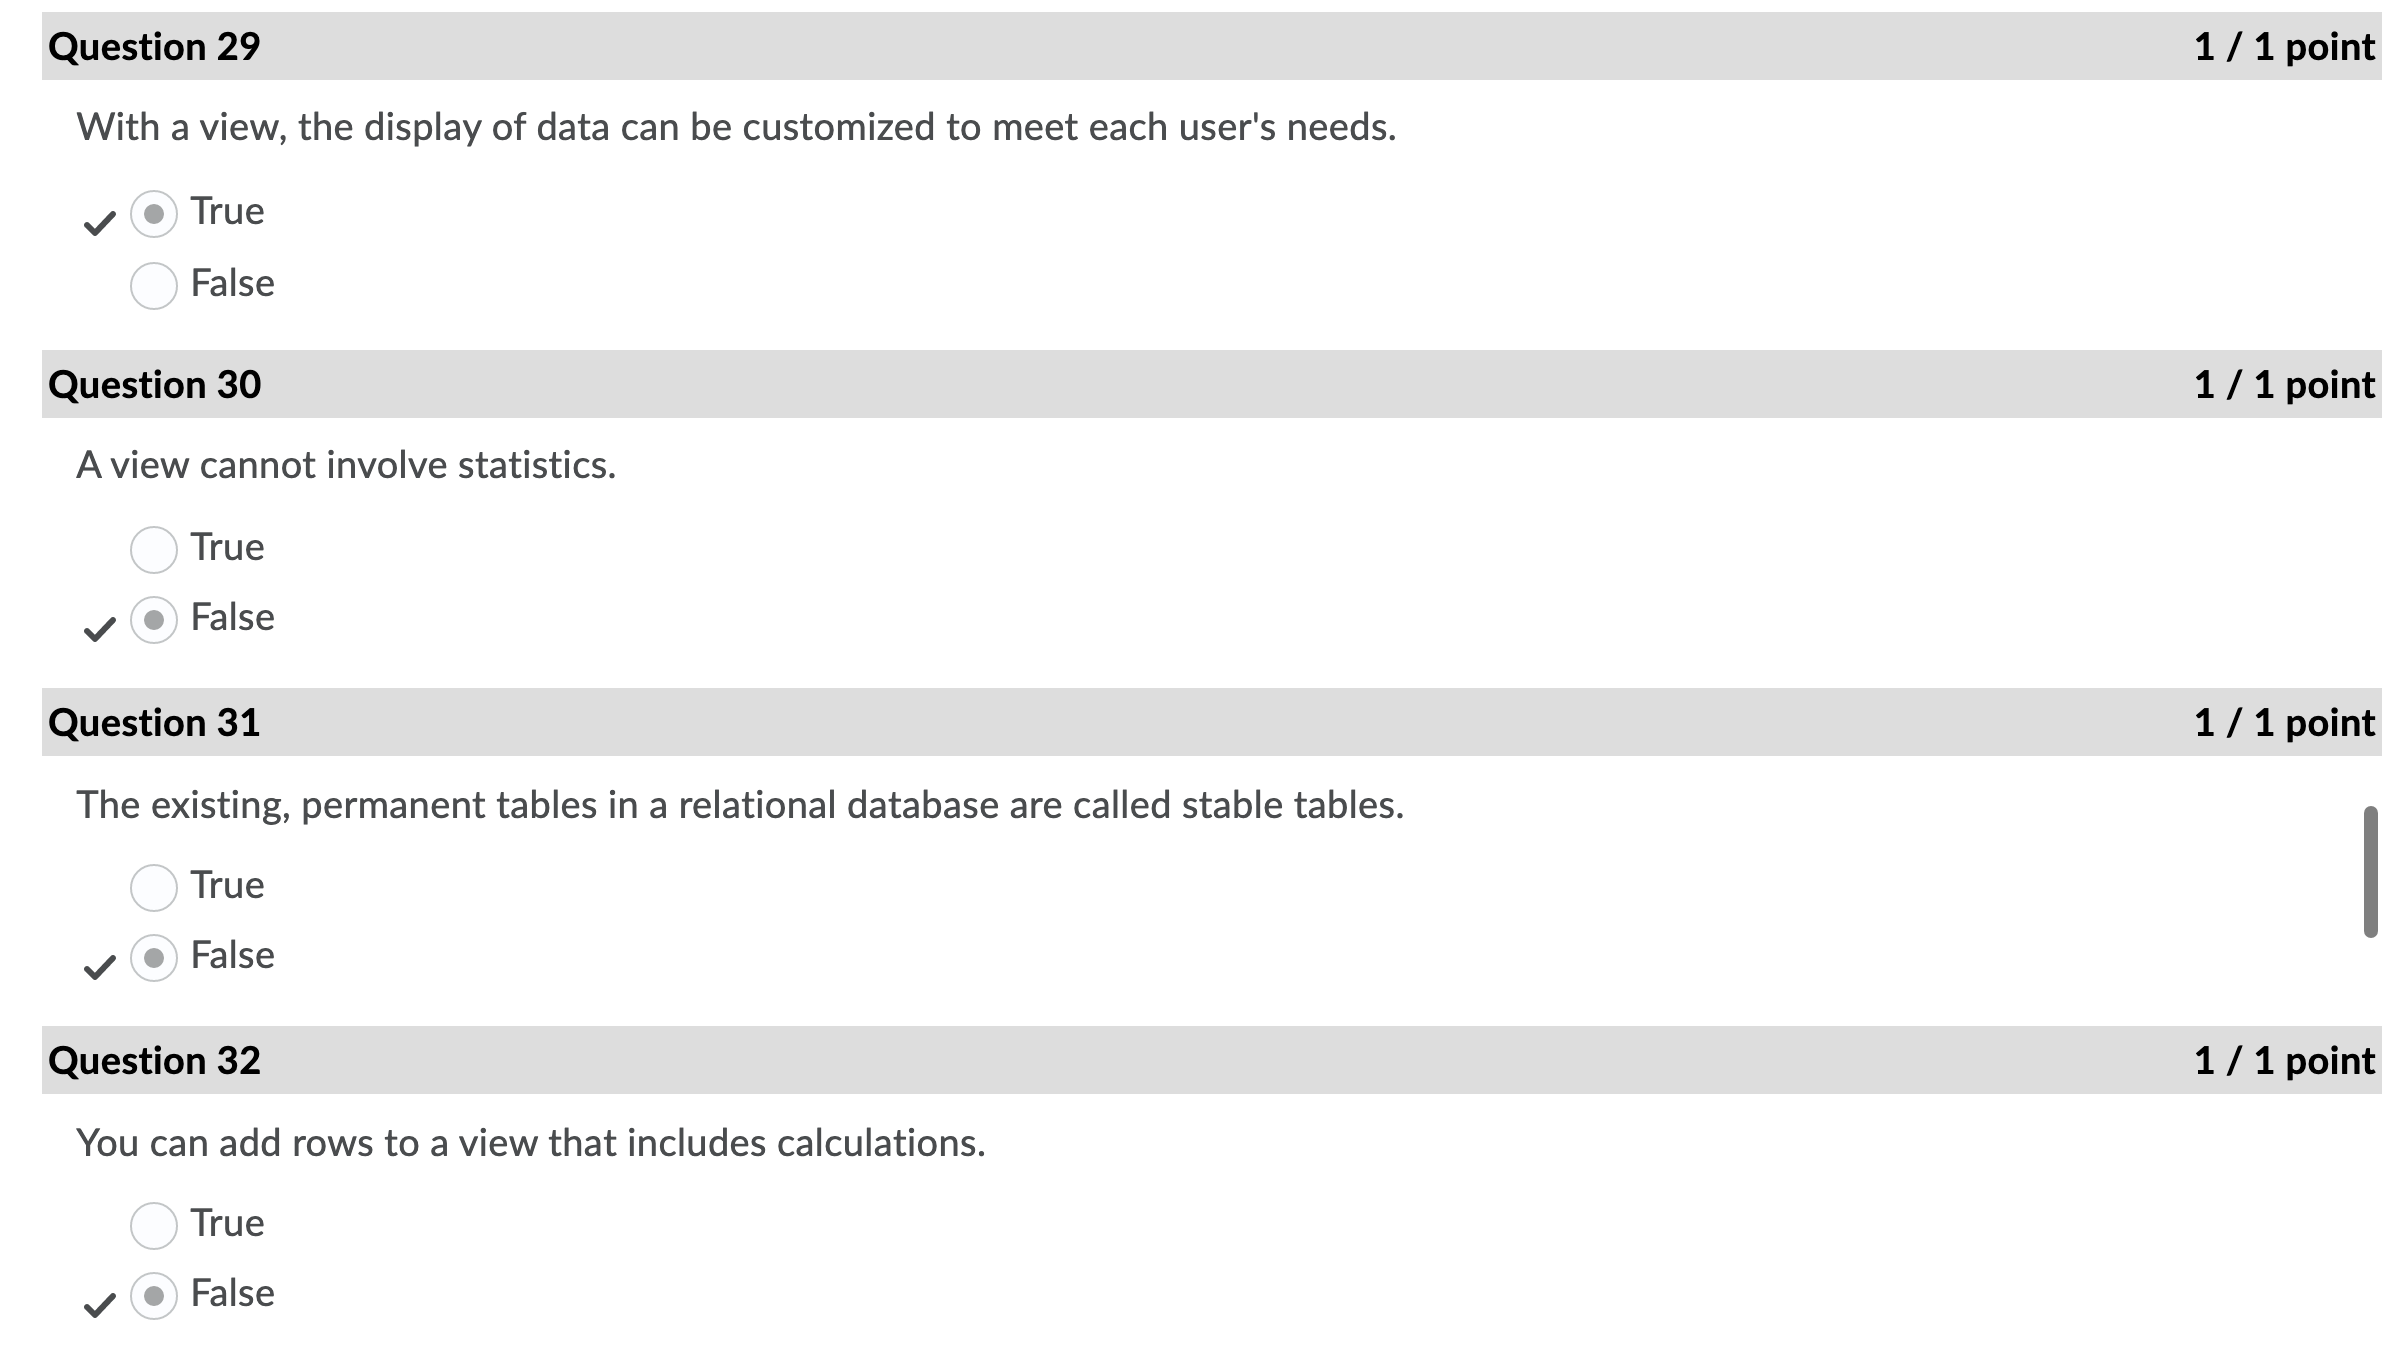 Question 29 1 / 1 point
With a view, the display of data can be customized to meet each user's needs.
True
False
Question 30 1 / 1 point
A view cannot involve statistics.
True
False
Question 31 1 / 1 point
The existing, permanent tables in a relational database are called stable tables.
True
False
Question 32 1 / 1 point
You can add rows to a view that includes calculations.
True
False